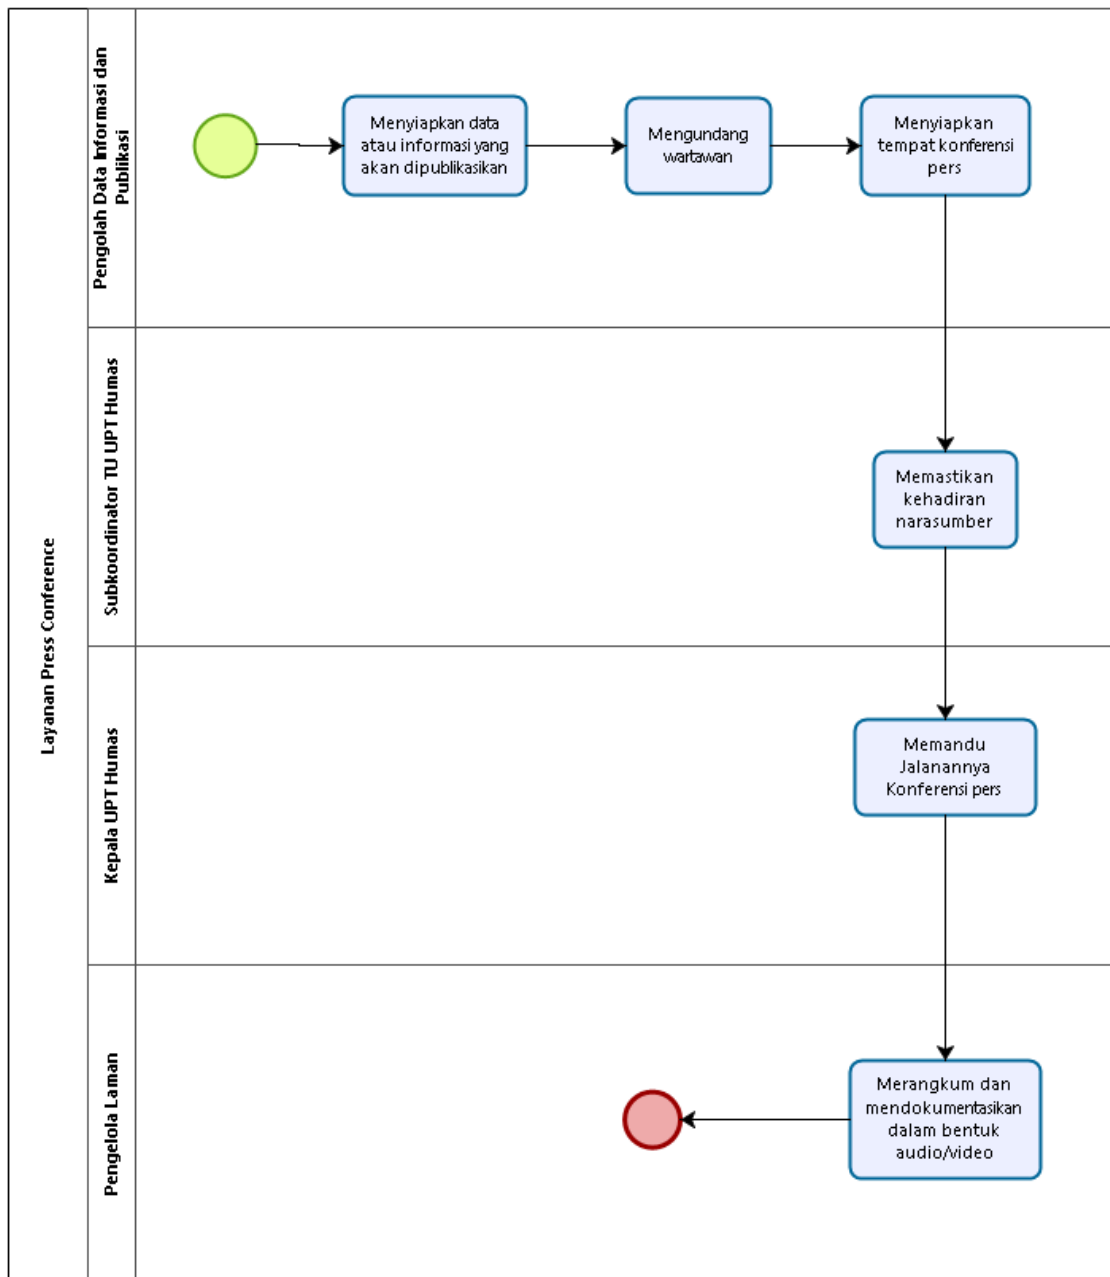 Layanan Press Conference
Pengolah Data Informasi dan
Publikasi
Menyiapkan data
atau informasi yang
akan dipublikasikan
Mengundang
wartawan
Menyiapkan
tempat konferensi
pers
Subkoordinator TU UPT Humas
Memastikan
kehadiran
narasumber
Kepala UPT Humas
Memandu
Jalanannya
Konferensi pers
Pengelola Laman
Merangkum dan
mendokumentasikan
dalam bentuk
audio/video